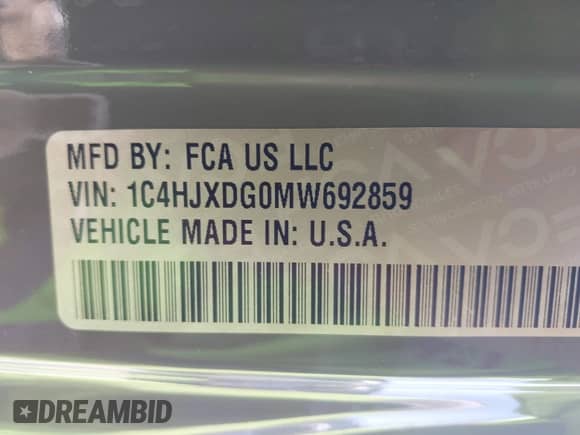 MFD BY: FCA US LLC
VIN: 1C4HJXDG0MW692859
VEHICLE MADE IN: U.S.A.
DREAMBID